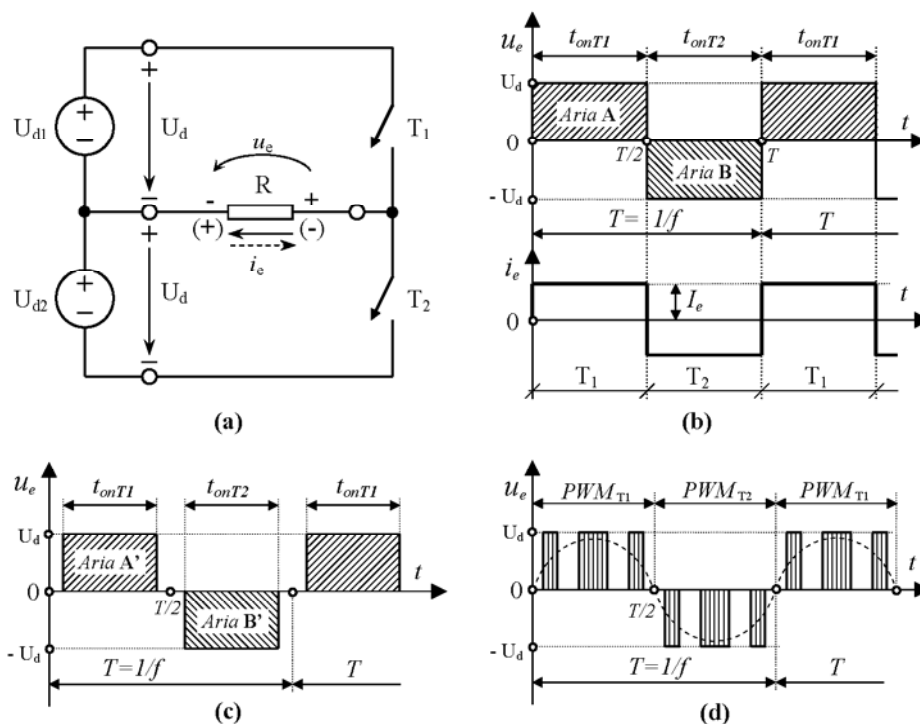 +
U_d1
+
−
U_d
−
T_1
u_e
R
-
+
(+)
(-)
i_e
+
U_d2
+
−
U_d
−
T_2
(a)
u_e
t_onT1
t_onT2
t_onT1
U_d
Aria A
t
0
T/2
T
Aria B
- U_d
T= 1/f
T
i_e
t
I_e
0
T_1
T_2
T_1
(b)
u_e
t_onT1
t_onT2
t_onT1
U_d
Aria A'
t
0
T/2
Aria B'
- U_d
T=1/f
T
(c)
u_e
PWM_T1
PWM_T2
PWM_T1
U_d
t
0
T/2
- U_d
T=1/f
T
(d)